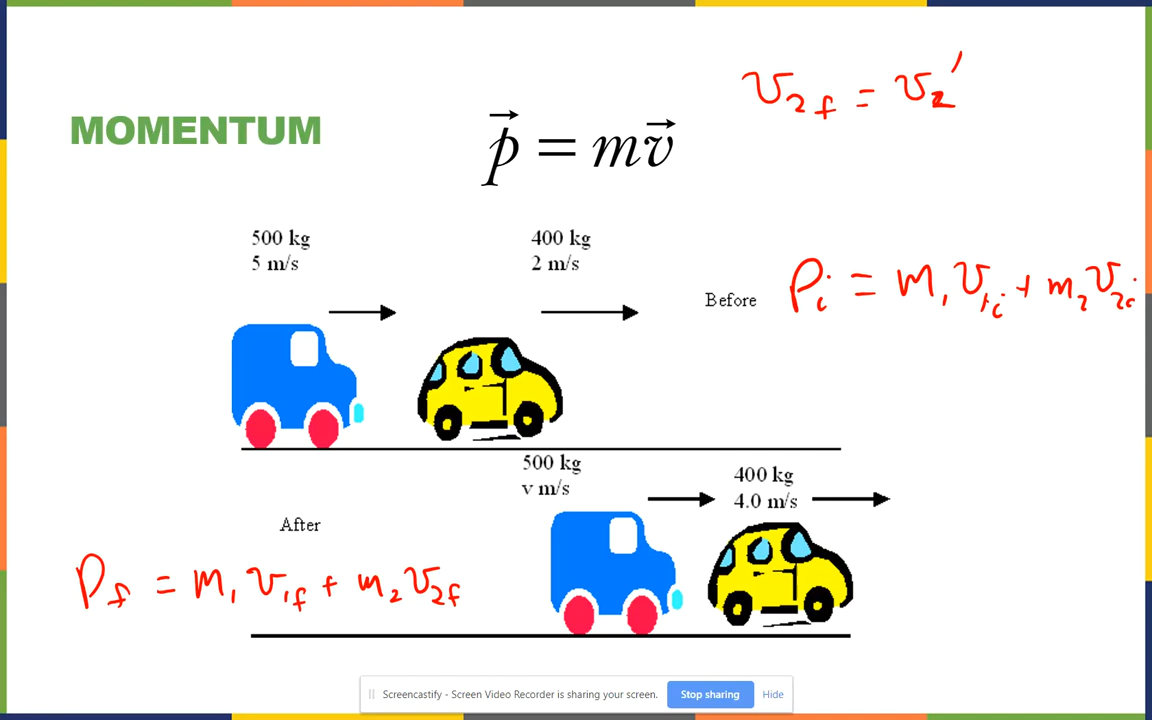 v₂f = v₂'
MOMENTUM
p⃗ = mv⃗
500 kg
5 m/s
400 kg
2 m/s
Before
Pᵢ = m₁v₁ᵢ + m₂v₂ᵢ
500 kg
v m/s
400 kg
4.0 m/s
After
Pf = m₁v₁f + m₂v₂f
Screencastify - Screen Video Recorder is sharing your screen.
Stop sharing
Hide